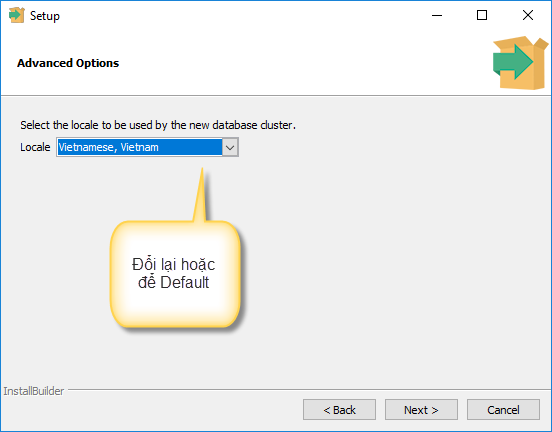 Setup
Advanced Options
Select the locale to be used by the new database cluster.
Locale Vietnamese, Vietnam
Đổi lại hoặc
để Default
InstallBuilder
< Back Next > Cancel